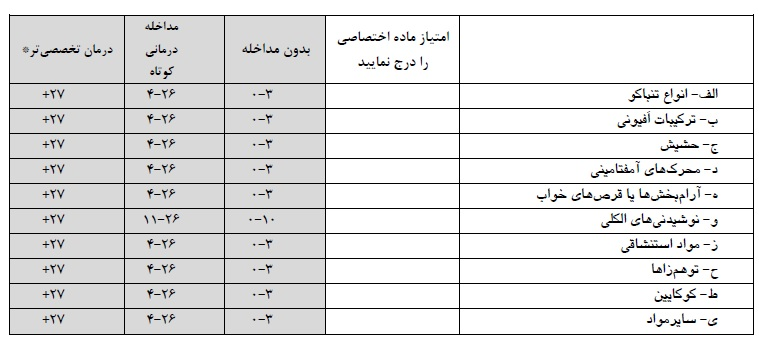 امتیاز ماده اختصاصی را درج نمایید | بدون مداخله | مداخله درمانی کوتاه | درمان تخصصی‌تر*
الف- انواع تنباکو | ۰-۳ | ۴-۲۶ | ۲۷+
ب- ترکیبات اَفیونی | ۰-۳ | ۴-۲۶ | ۲۷+
ج- حشیش | ۰-۳ | ۴-۲۶ | ۲۷+
د- محرک‌های آمفتامینی | ۰-۳ | ۴-۲۶ | ۲۷+
ه- آرام‌بخش‌ها یا قرص‌های خواب | ۰-۳ | ۴-۲۶ | ۲۷+
و- نوشیدنی‌های الکلی | ۰-۱۰ | ۱۱-۲۶ | ۲۷+
ز- مواد استنشاقی | ۰-۳ | ۴-۲۶ | ۲۷+
ح- توهم‌زاها | ۰-۳ | ۴-۲۶ | ۲۷+
ط- کوکایین | ۰-۳ | ۴-۲۶ | ۲۷+
ی- سایرمواد | ۰-۳ | ۴-۲۶ | ۲۷+